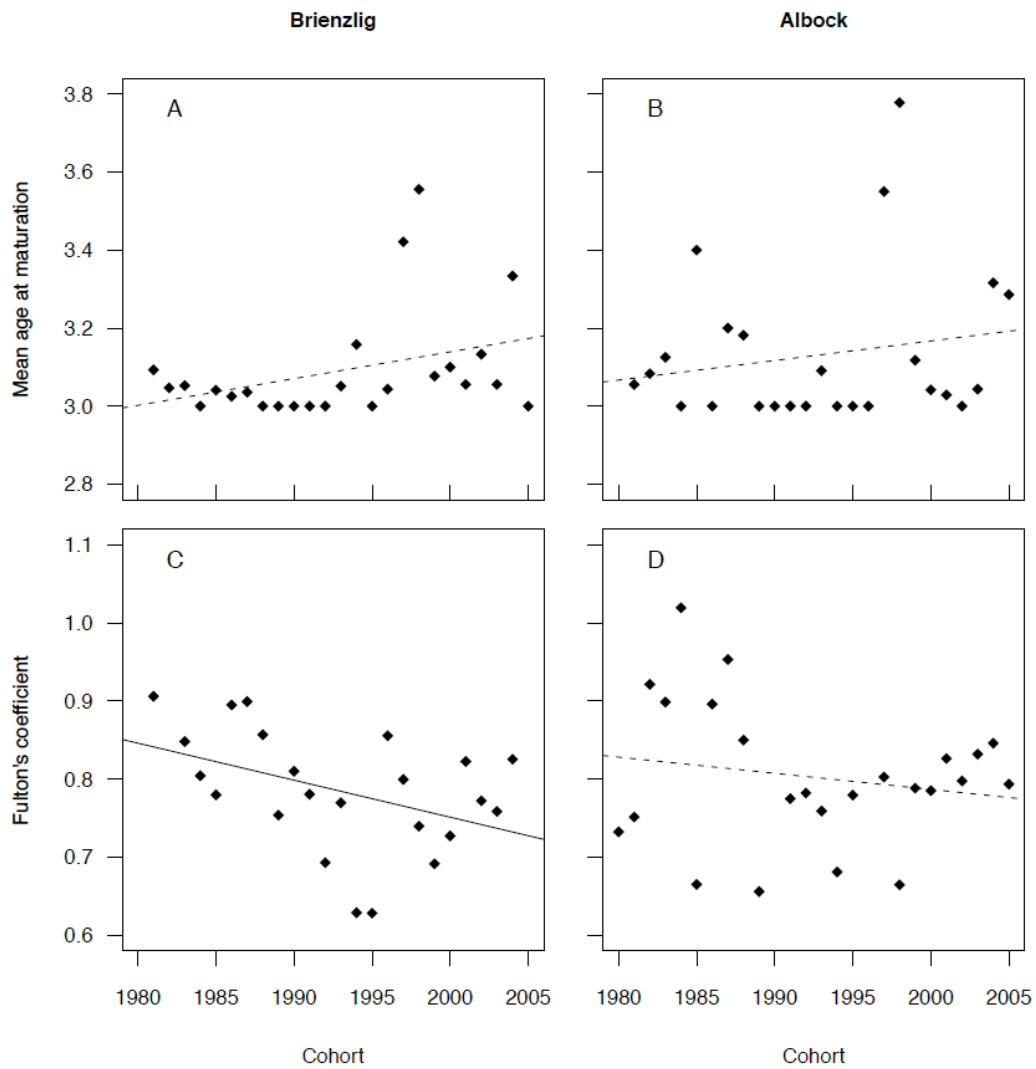 Brienzlig Albock
A B
Mean age at maturation
3.8
3.6
3.4
3.2
3.0
2.8
C D
Fulton's coefficient
1.1
1.0
0.9
0.8
0.7
0.6
1980 1985 1990 1995 2000 2005 1980 1985 1990 1995 2000 2005
Cohort Cohort